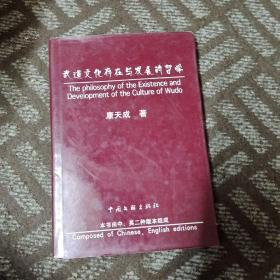 武道文化存在与发展的哲学
The philosophy of the Existence and
Development of the Culture of Wudo
康天成 著
中国文联出版社
本书由中、英二种版本组成
Composed of Chinese, English editions